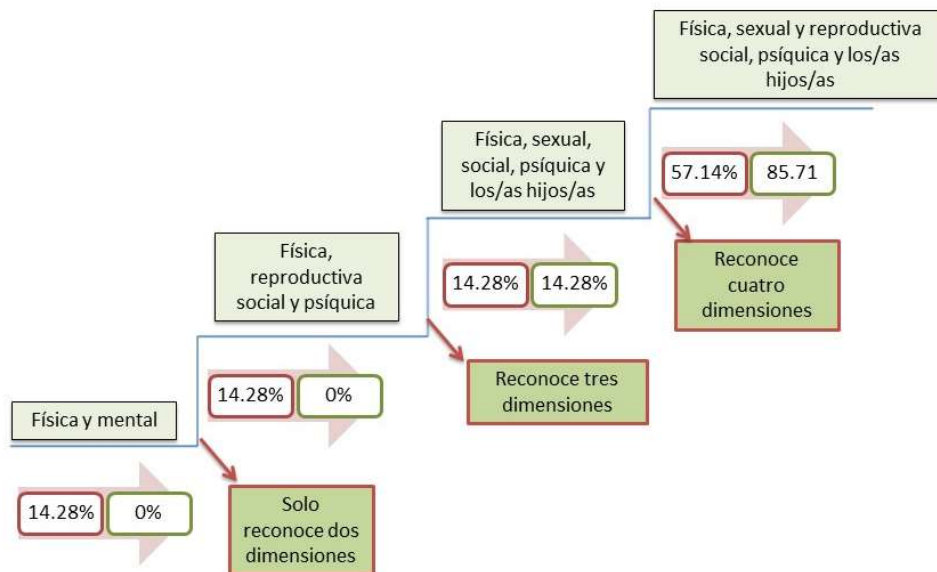 Física, sexual y reproductiva
social, psíquica y los/as
hijos/as
57.14%
85.71
Reconoce
cuatro
dimensiones
Física, sexual,
social, psíquica y
los/as hijos/as
14.28%
14.28%
Reconoce tres
dimensiones
Física,
reproductiva
social y psíquica
14.28%
0%
Física y mental
14.28%
0%
Solo
reconoce dos
dimensiones